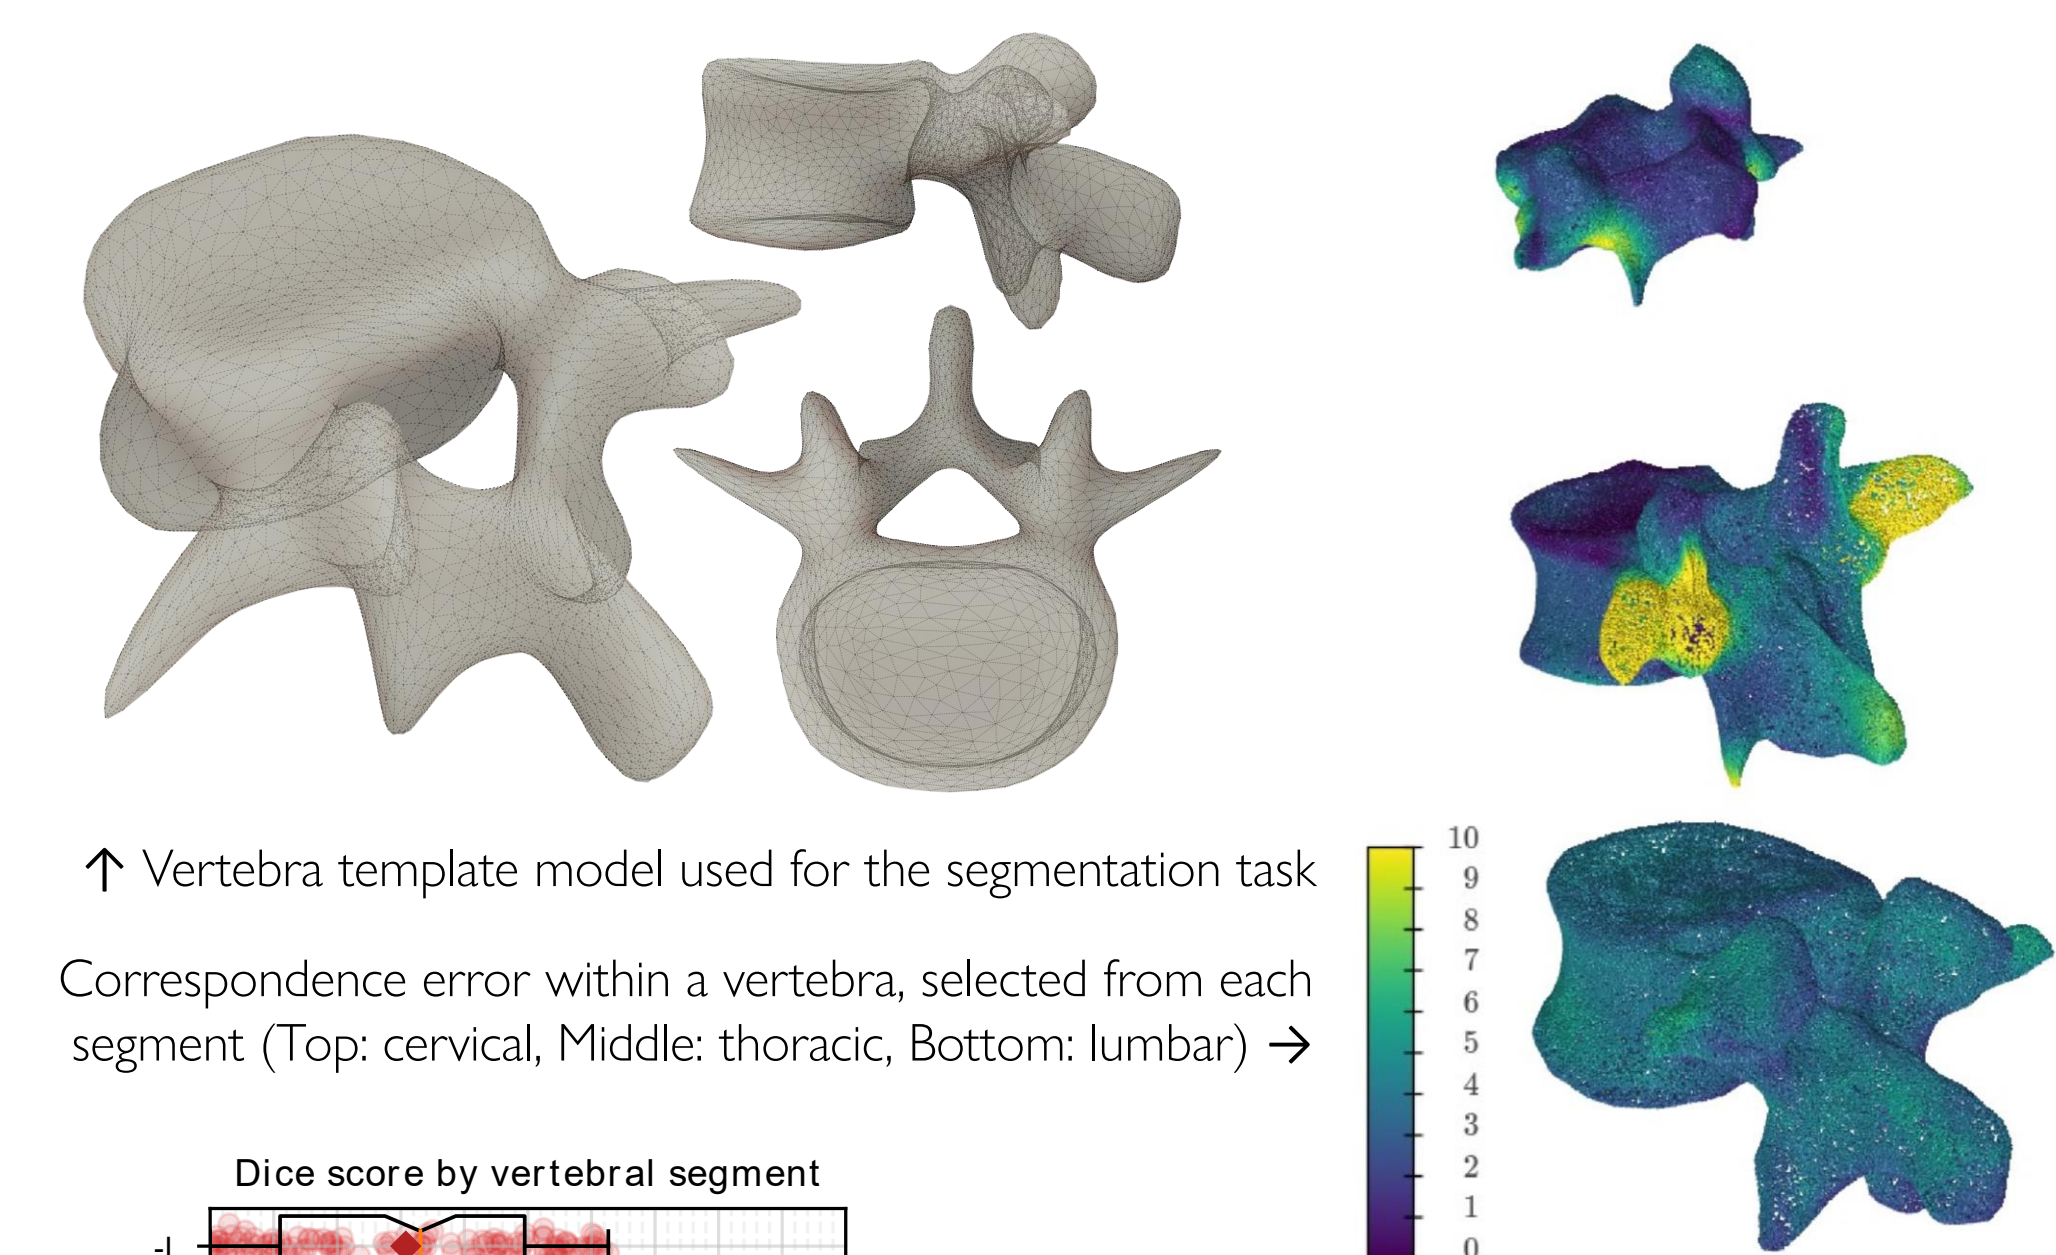 ↑ Vertebra template model used for the segmentation task
Correspondence error within a vertebra, selected from each
segment (Top: cervical, Middle: thoracic, Bottom: lumbar) →
10
9
8
7
6
5
4
3
2
1
0
Dice score by vertebral segment